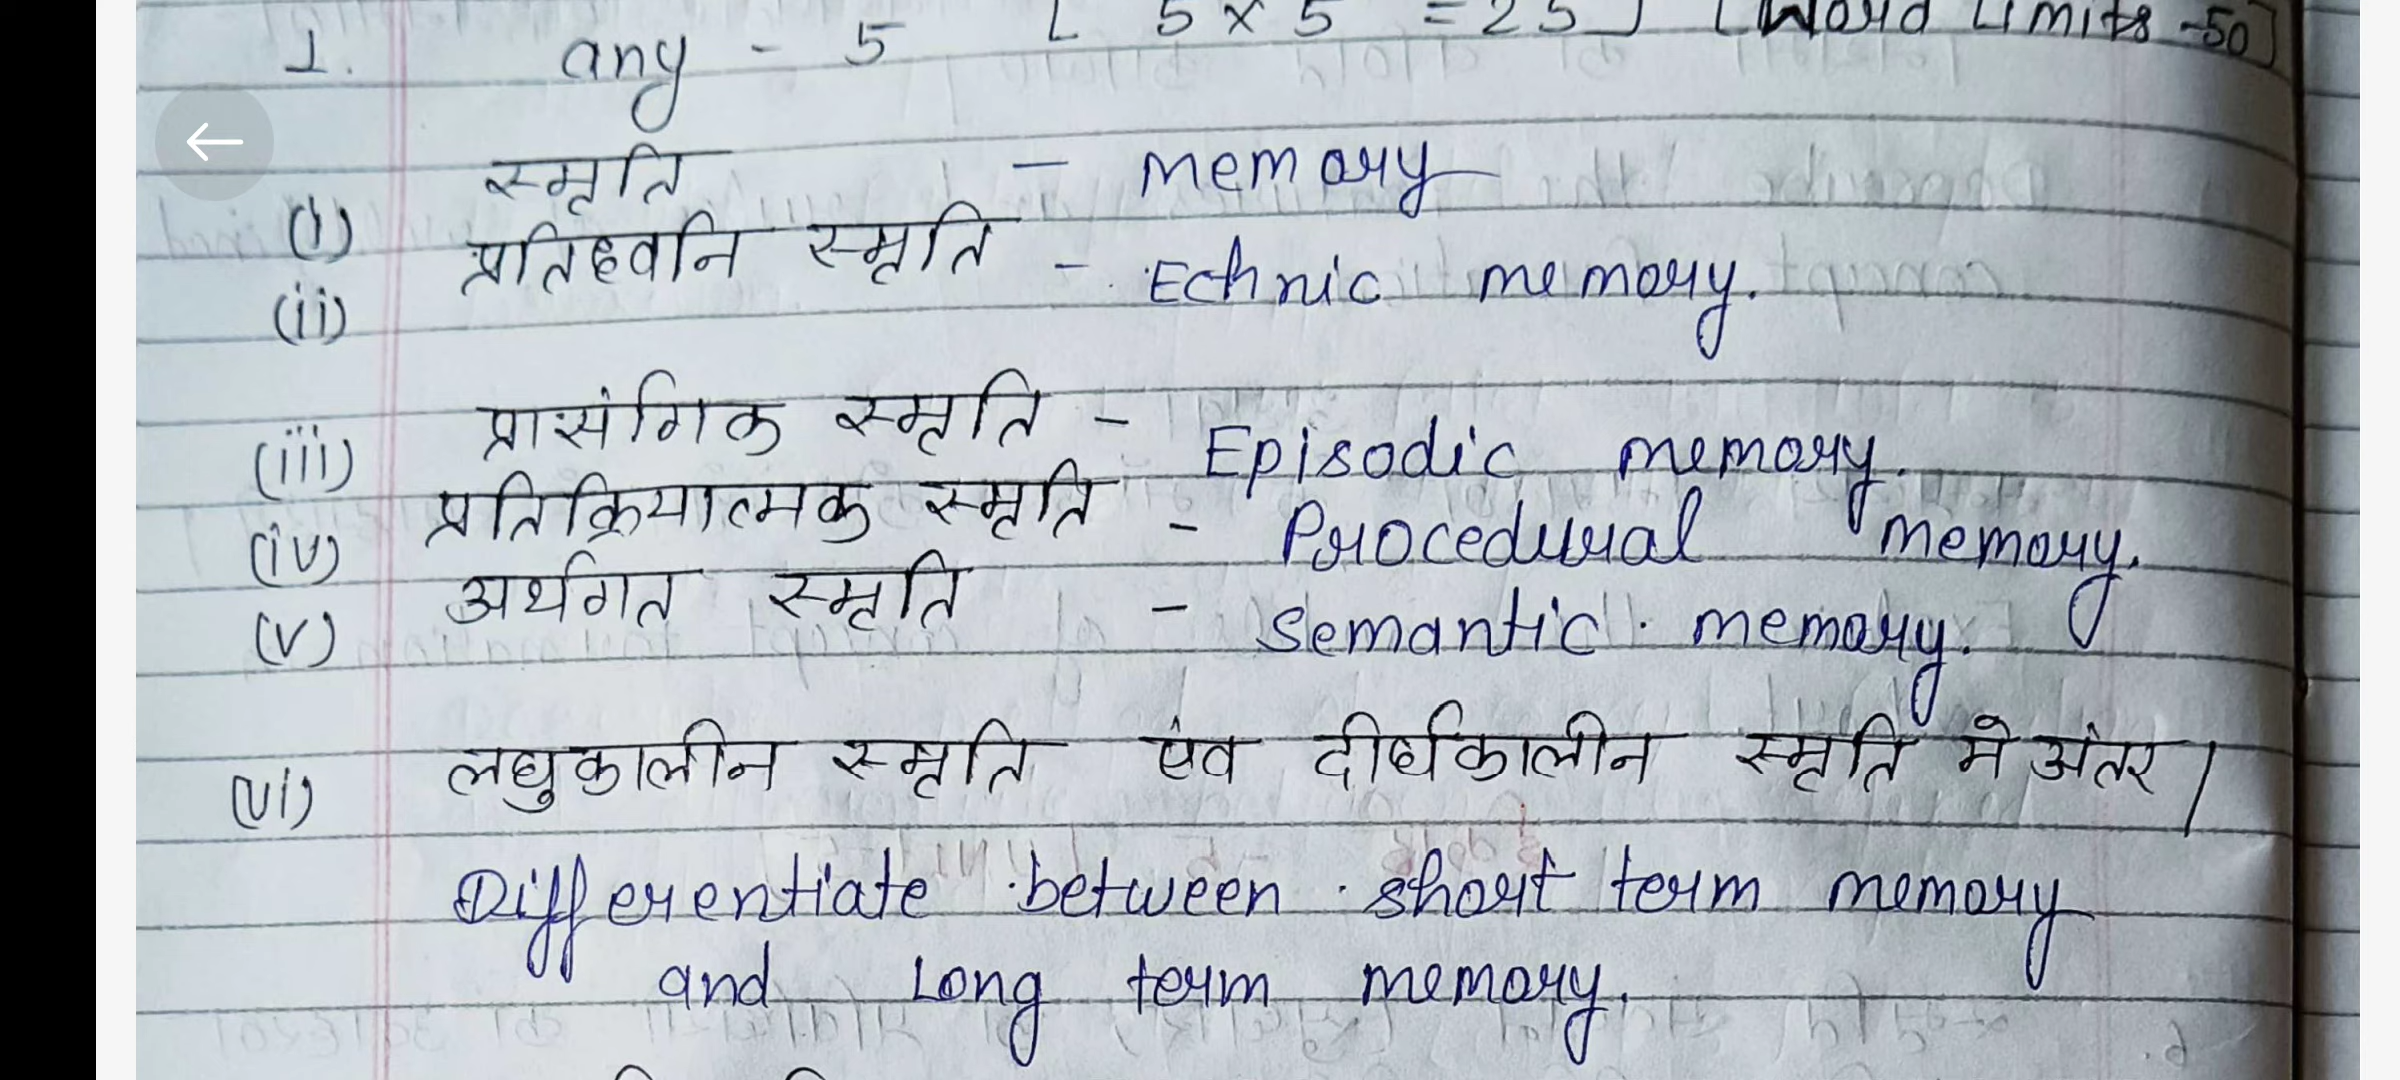 1. any - 5 [ 5 x 5 = 25 ] [Word Limits -50]
(i) स्मृति - memory
(ii) प्रतिध्वनि स्मृति - Echnic memory.
(iii) प्रासंगिक स्मृति - Episodic memory.
(iv) प्रतिक्रियात्मक स्मृति - Procedural memory.
(v) अर्थगत स्मृति - Semantic memory.
(vi) लघुकालीन स्मृति एंव दीर्घकालीन स्मृति मे अंतर।
Differentiate between short term memory
and Long term memory.